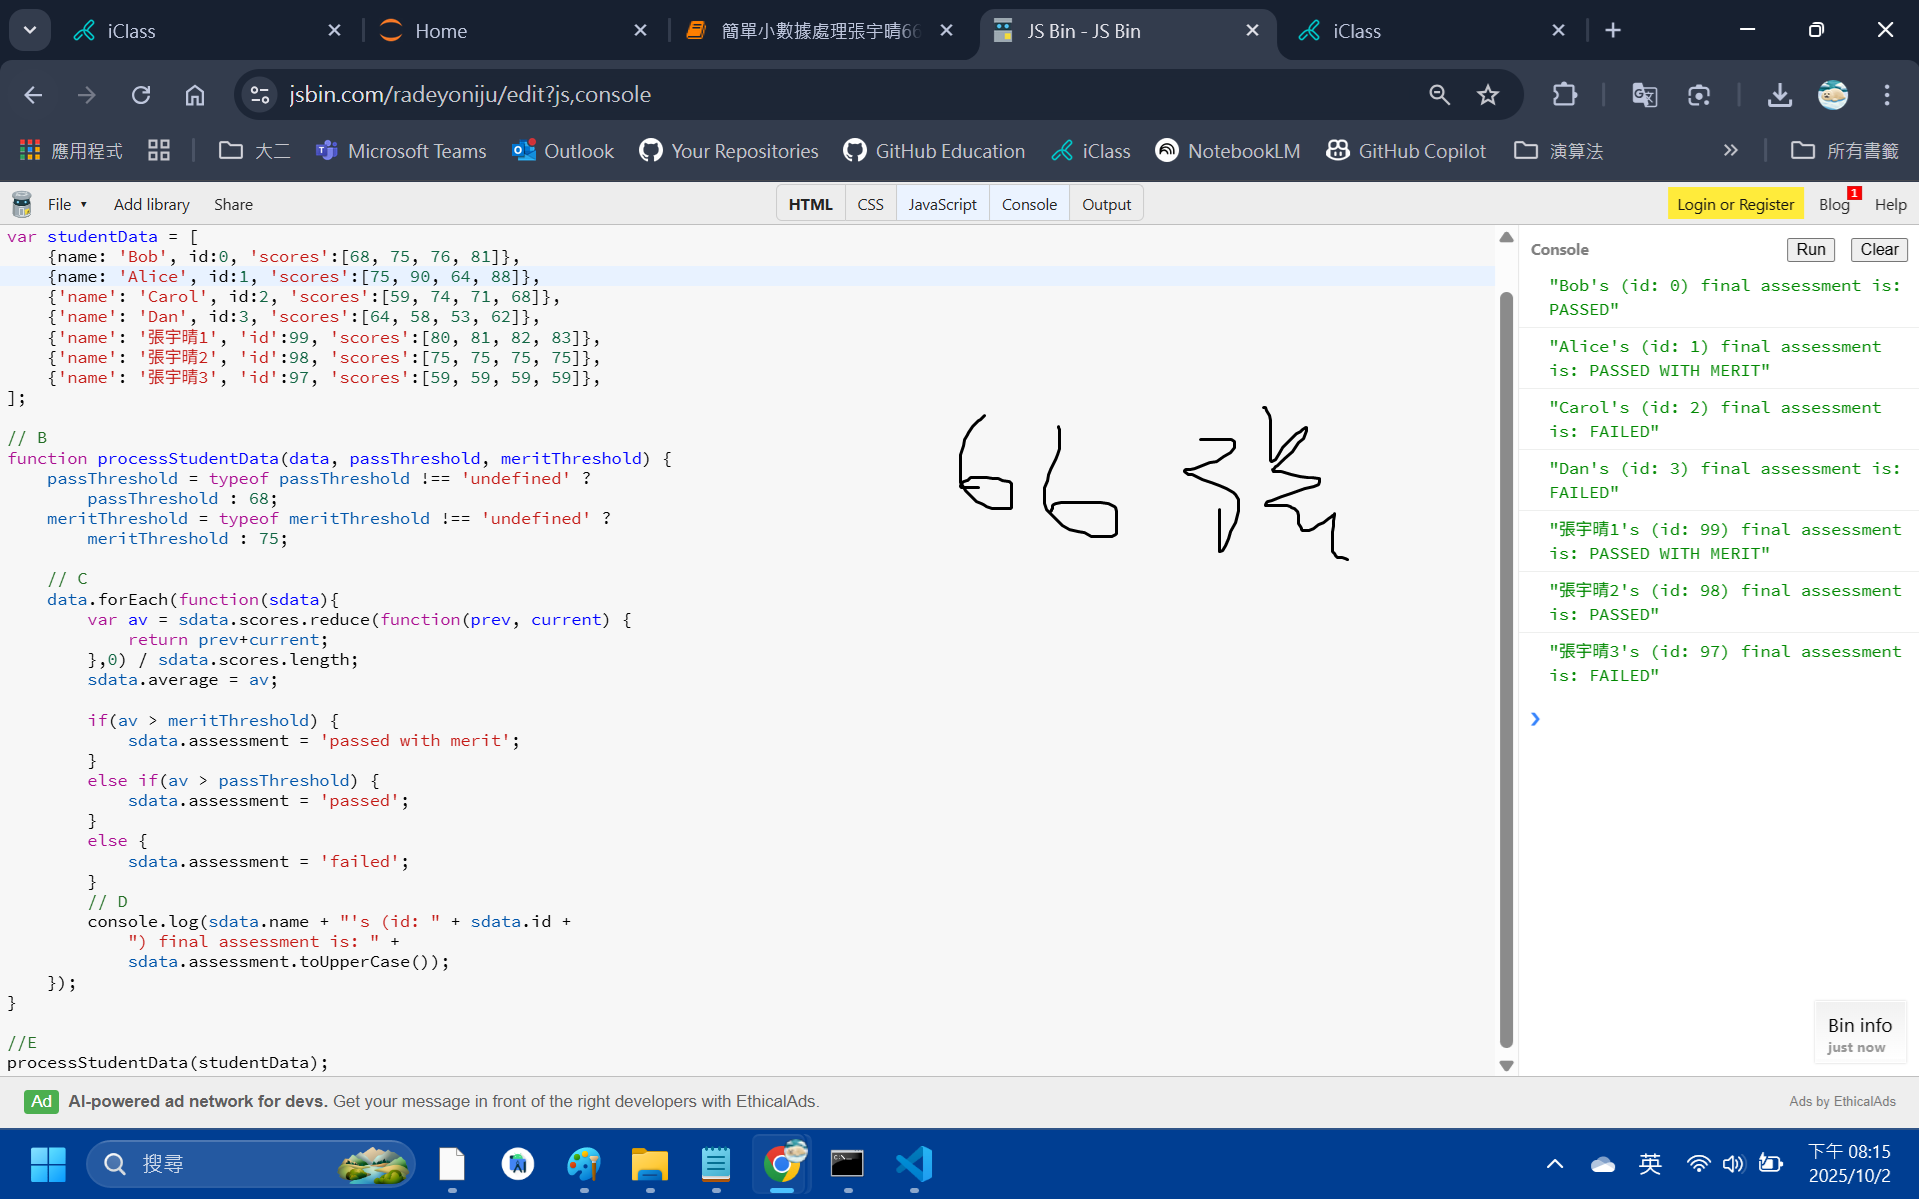 iClass
Home
簡單小數據處理張宇晴66
JS Bin - JS Bin
iClass
jsbin.com/radeyoniju/edit?js,console
應用程式
大二
Microsoft Teams
Outlook
Your Repositories
GitHub Education
iClass
NotebookLM
GitHub Copilot
演算法
所有書籤
File
Add library
Share
HTML
CSS
JavaScript
Console
Output
Login or Register
Blog
1
Help
var studentData = [
{name: 'Bob', id:0, 'scores':[68, 75, 76, 81]},
{name: 'Alice', id:1, 'scores':[75, 90, 64, 88]},
{'name': 'Carol', id:2, 'scores':[59, 74, 71, 68]},
{'name': 'Dan', id:3, 'scores':[64, 58, 53, 62]},
{'name': '張宇晴1', 'id':99, 'scores':[80, 81, 82, 83]},
{'name': '張宇晴2', 'id':98, 'scores':[75, 75, 75, 75]},
{'name': '張宇晴3', 'id':97, 'scores':[59, 59, 59, 59]},
];
// B
function processStudentData(data, passThreshold, meritThreshold) {
passThreshold = typeof passThreshold !== 'undefined' ?
passThreshold : 68;
meritThreshold = typeof meritThreshold !== 'undefined' ?
meritThreshold : 75;
// C
data.forEach(function(sdata){
var av = sdata.scores.reduce(function(prev, current) {
return prev+current;
},0) / sdata.scores.length;
sdata.average = av;
if(av > meritThreshold) {
sdata.assessment = 'passed with merit';
}
else if(av > passThreshold) {
sdata.assessment = 'passed';
}
else {
sdata.assessment = 'failed';
}
// D
console.log(sdata.name + "'s (id: " + sdata.id +
") final assessment is: " +
sdata.assessment.toUpperCase());
});
}
//E
processStudentData(studentData);
66 張
Console
Run
Clear
"Bob's (id: 0) final assessment is:
PASSED"
"Alice's (id: 1) final assessment
is: PASSED WITH MERIT"
"Carol's (id: 2) final assessment
is: FAILED"
"Dan's (id: 3) final assessment is:
FAILED"
"張宇晴1's (id: 99) final assessment
is: PASSED WITH MERIT"
"張宇晴2's (id: 98) final assessment
is: PASSED"
"張宇晴3's (id: 97) final assessment
is: FAILED"
Bin info
just now
Ad
AI-powered ad network for devs. Get your message in front of the right developers with EthicalAds.
Ads by EthicalAds
搜尋
英
下午 08:15
2025/10/2